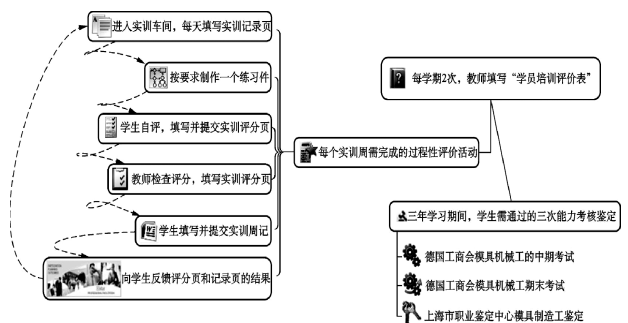 进入实训车间，每天填写实训记录页
按要求制作一个练习件
学生自评，填写并提交实训评分页
教师检查评分，填写实训评分页
学生填写并提交实训周记
向学生反馈评分页和记录页的结果
每个实训周需完成的过程性评价活动
每学期2次，教师填写“学员培训评价表”
三年学习期间，学生需通过的三次能力考核鉴定
德国工商会模具机械工的中期考试
德国工商会模具机械工期末考试
上海市职业鉴定中心模具制造工鉴定